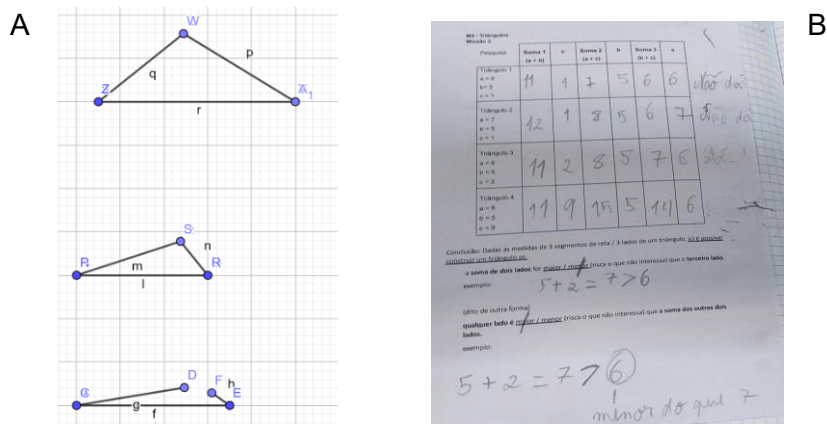 A
W
q
p
Z
A₁
r
S
n
m
R
l
D
F
h
g
E
f
B
M5 - Triângulos
Missão 2
Pesquisa Soma 1 (a + b) c Soma 2 (a + c) b Soma 3 (b + c) a
Triângulo 1
a = 6
b = 5
c = 1
11 1 7 5 6 6 Não dá
Triângulo 2
a = 7
b = 5
c = 1
12 1 8 5 6 7 Não dá
Triângulo 3
a = 6
b = 5
c = 2
11 2 8 5 7 6 Dá
Triângulo 4
a = 6
b = 5
c = 9
11 9 15 5 14 6
Conclusão: Dadas as medidas de 3 segmentos de reta / 3 lados de um triângulo, só é possível
construir um triângulo se:
a soma de dois lados for maior / menor (risca o que não interessa) que o terceiro lado.
exemplo: 5 + 2 = 7 > 6
(dito de outra forma)
qualquer lado é maior / menor (risca o que não interessa) que a soma dos outros dois
lados.
exemplo:
5 + 2 = 7 > 6
menor do que 7